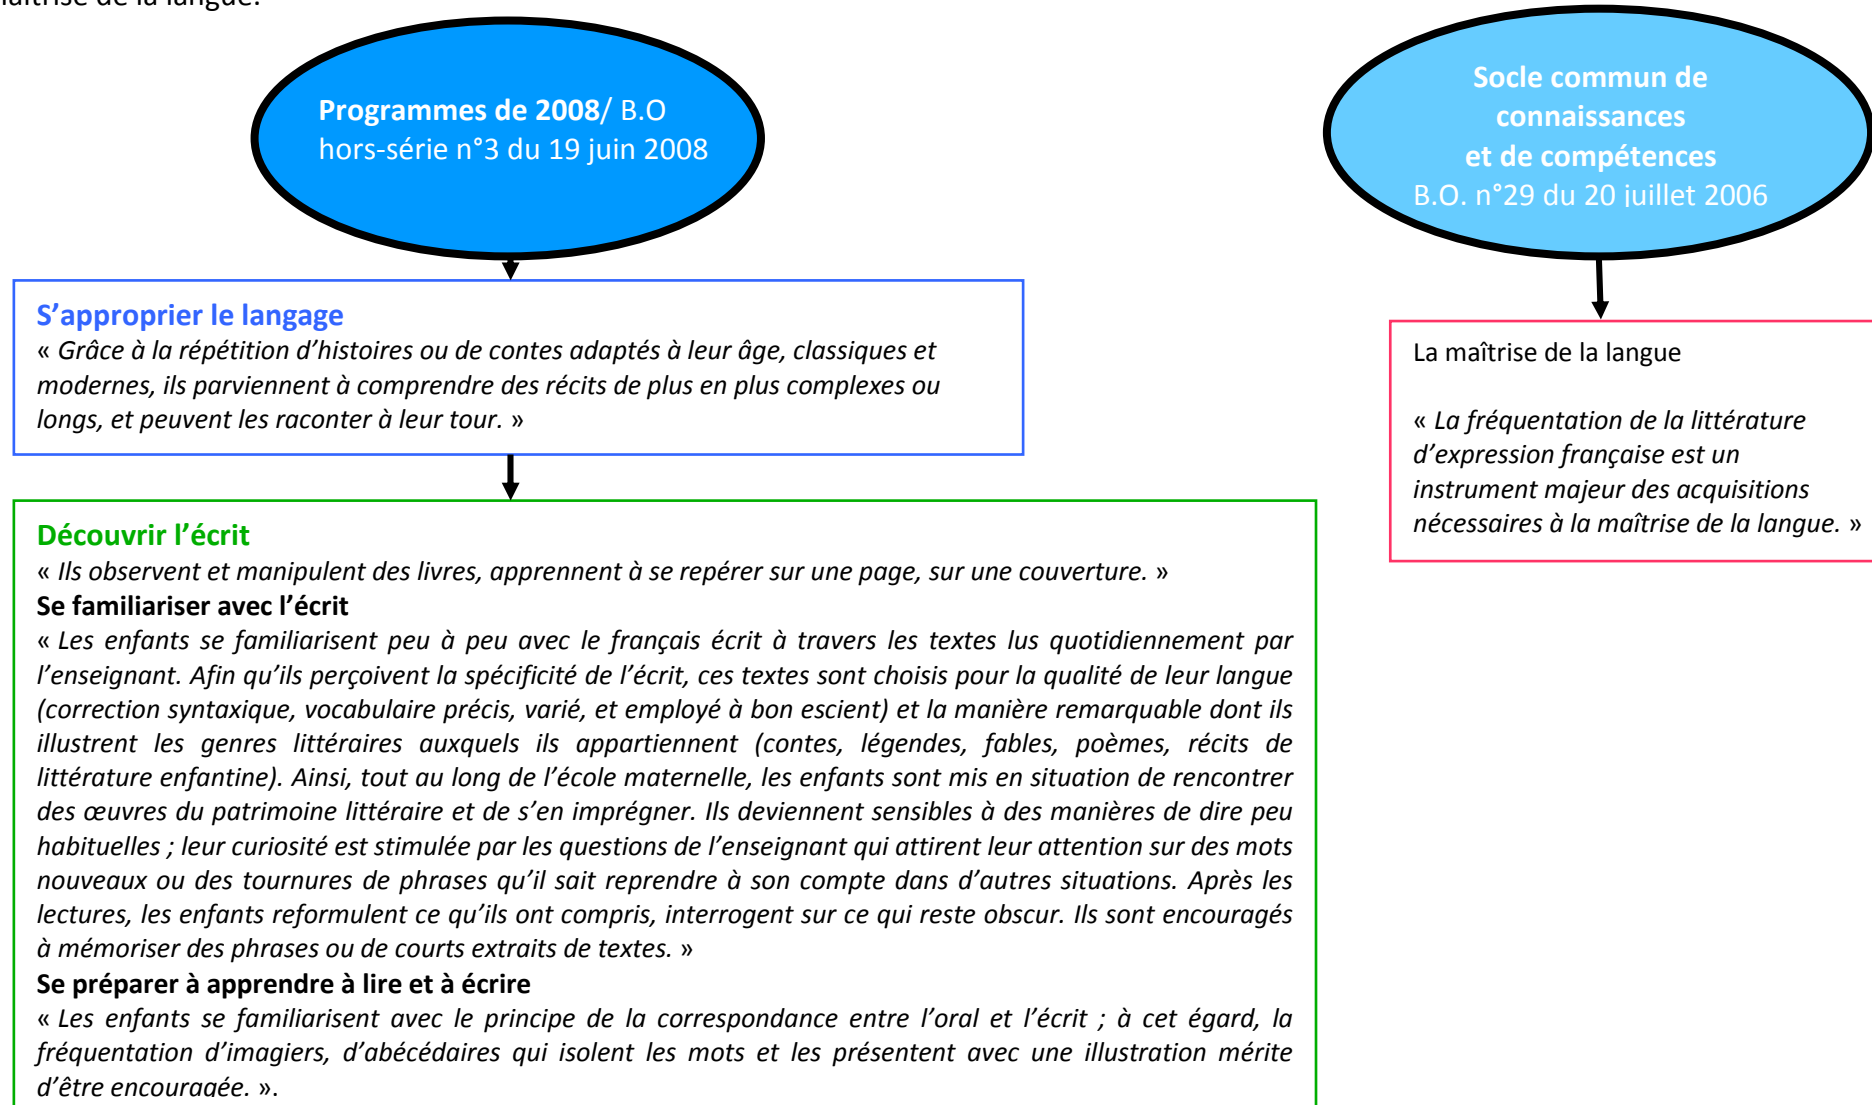 maîtrise de la langue.
Programmes de 2008/ B.O
hors-série n°3 du 19 juin 2008
S’approprier le langage
« Grâce à la répétition d’histoires ou de contes adaptés à leur âge, classiques et
modernes, ils parviennent à comprendre des récits de plus en plus complexes ou
longs, et peuvent les raconter à leur tour. »
Découvrir l’écrit
« Ils observent et manipulent des livres, apprennent à se repérer sur une page, sur une couverture. »
Se familiariser avec l’écrit
« Les enfants se familiarisent peu à peu avec le français écrit à travers les textes lus quotidiennement par
l’enseignant. Afin qu’ils perçoivent la spécificité de l’écrit, ces textes sont choisis pour la qualité de leur langue
(correction syntaxique, vocabulaire précis, varié, et employé à bon escient) et la manière remarquable dont ils
illustrent les genres littéraires auxquels ils appartiennent (contes, légendes, fables, poèmes, récits de
littérature enfantine). Ainsi, tout au long de l’école maternelle, les enfants sont mis en situation de rencontrer
des œuvres du patrimoine littéraire et de s’en imprégner. Ils deviennent sensibles à des manières de dire peu
habituelles ; leur curiosité est stimulée par les questions de l’enseignant qui attirent leur attention sur des mots
nouveaux ou des tournures de phrases qu’il sait reprendre à son compte dans d’autres situations. Après les
lectures, les enfants reformulent ce qu’ils ont compris, interrogent sur ce qui reste obscur. Ils sont encouragés
à mémoriser des phrases ou de courts extraits de textes. »
Se préparer à apprendre à lire et à écrire
« Les enfants se familiarisent avec le principe de la correspondance entre l’oral et l’écrit ; à cet égard, la
fréquentation d’imagiers, d’abécédaires qui isolent les mots et les présentent avec une illustration mérite
d’être encouragée. ».
Socle commun de
connaissances
et de compétences
B.O. n°29 du 20 juillet 2006
La maîtrise de la langue
« La fréquentation de la littérature
d’expression française est un
instrument majeur des acquisitions
nécessaires à la maîtrise de la langue. »